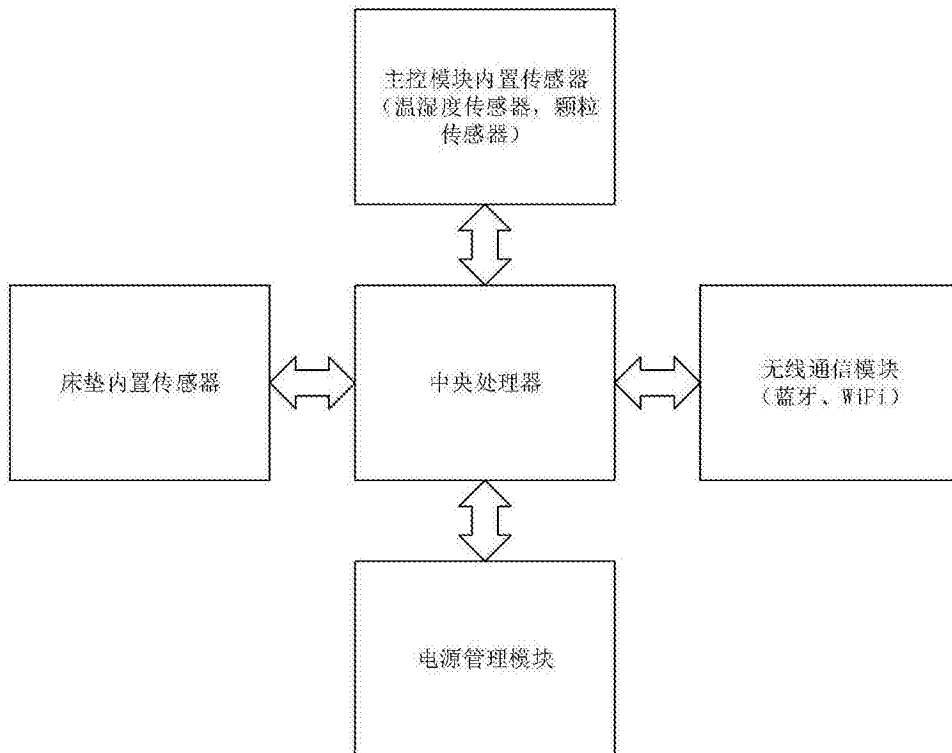 主控模块内置传感器
（温湿度传感器，颗粒
传感器）
床垫内置传感器
中央处理器
无线通信模块
（蓝牙、WiFi）
电源管理模块